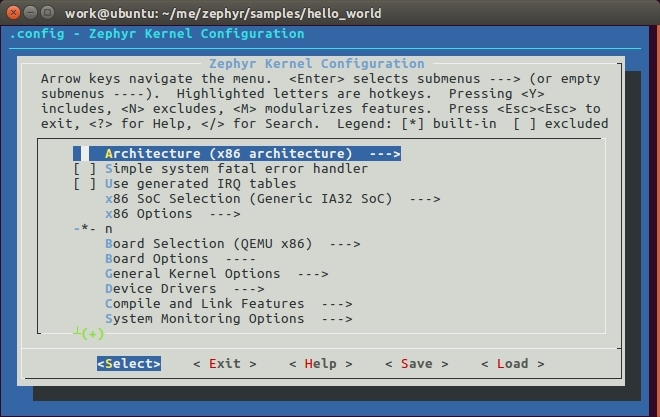 work@ubuntu: ~/me/zephyr/samples/hello_world
.config - Zephyr Kernel Configuration
Zephyr Kernel Configuration
Arrow keys navigate the menu.  <Enter> selects submenus ---> (or empty
submenus ----).  Highlighted letters are hotkeys.  Pressing <Y>
includes, <N> excludes, <M> modularizes features.  Press <Esc><Esc> to
exit, <?> for Help, </> for Search.  Legend: [*] built-in  [ ] excluded
Architecture (x86 architecture)  --->
[ ] Simple system fatal error handler
[ ] Use generated IRQ tables
x86 SoC Selection (Generic IA32 SoC)  --->
x86 Options  --->
-*- n
Board Selection (QEMU x86)  --->
Board Options  ----
General Kernel Options  --->
Device Drivers  --->
Compile and Link Features  --->
System Monitoring Options  --->
┴(+)
<Select>    < Exit >    < Help >    < Save >    < Load >